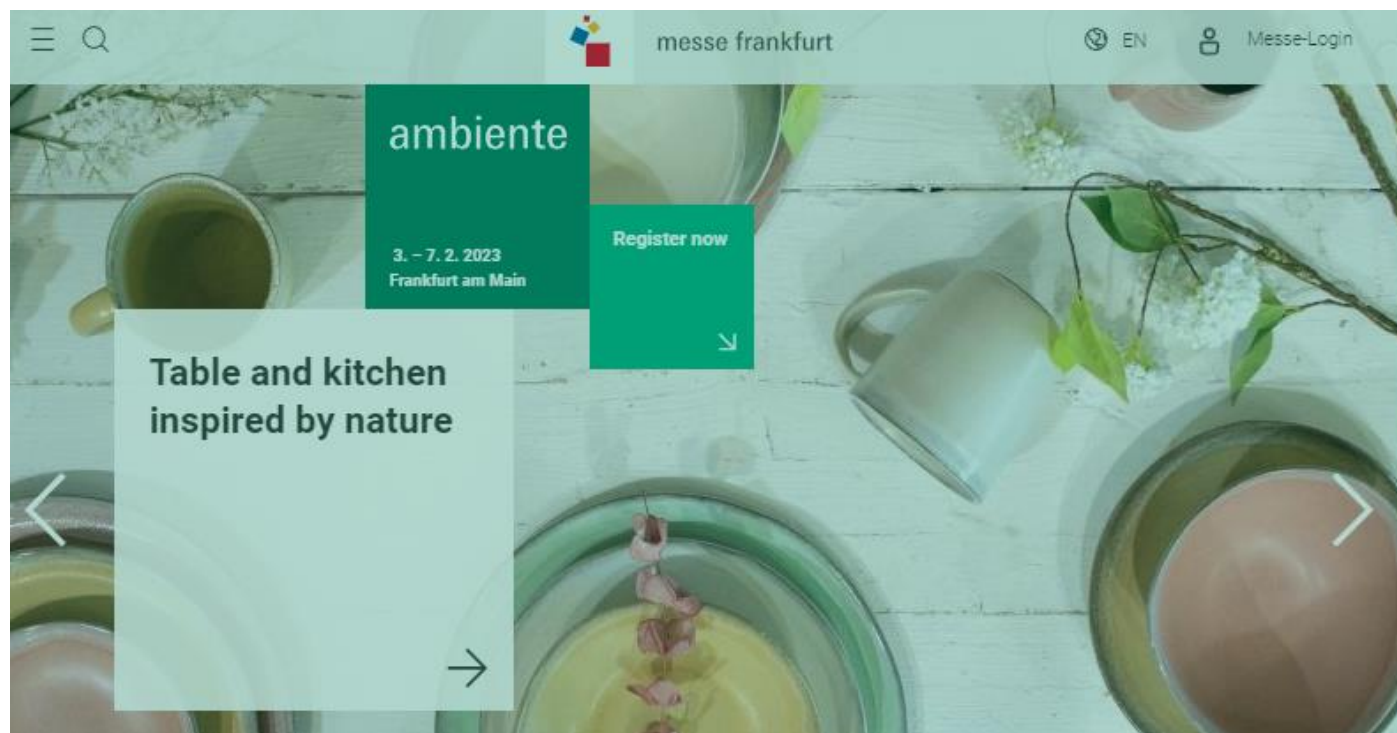 messe frankfurt
EN
Messe-Login
ambiente
3. – 7. 2. 2023
Frankfurt am Main
Register now
Table and kitchen
inspired by nature